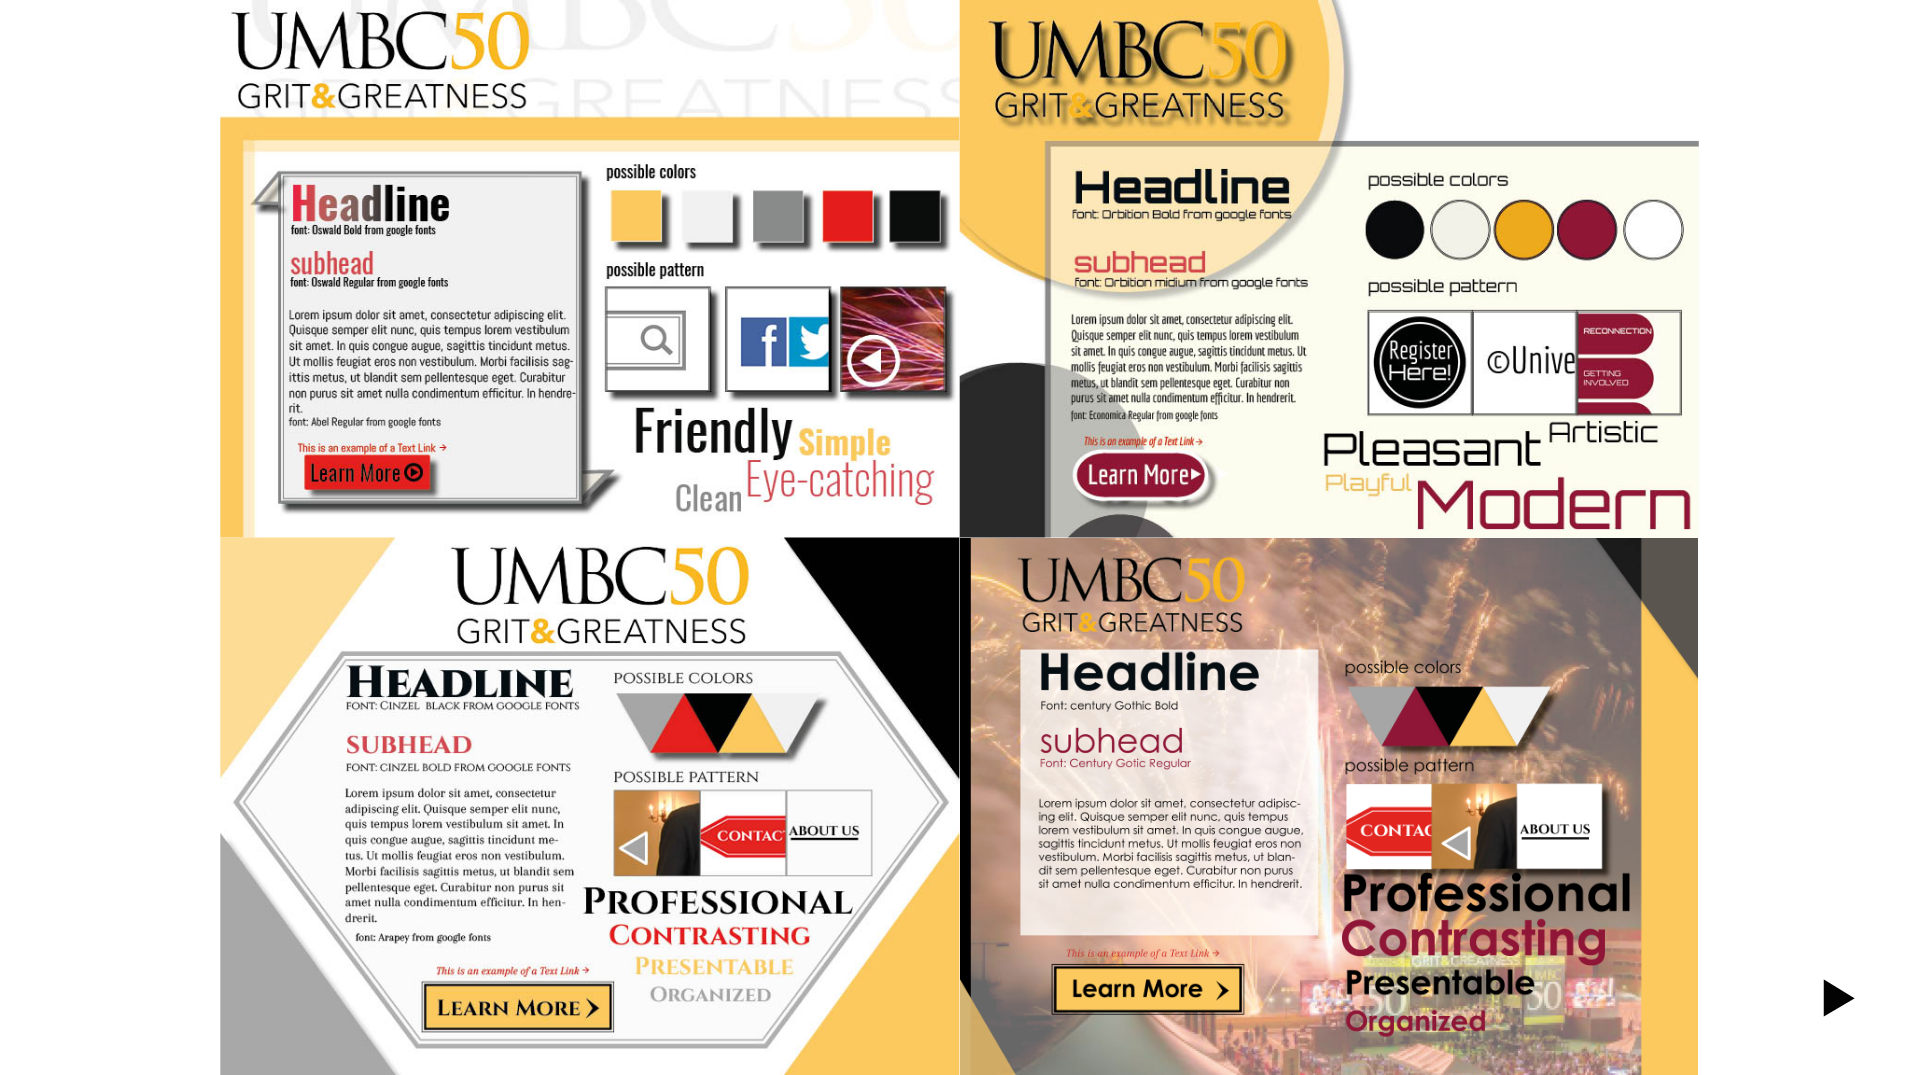 UMBC50
GRIT&GREATNESS
Headline
font: Oswald Bold from google fonts
subhead
font: Oswald Regular from google fonts
Lorem ipsum dolor sit amet, consectetur adipiscing elit.
Quisque semper elit nunc, quis tempus lorem vestibulum
sit amet. In quis congue augue, sagittis tincidunt metus.
Ut mollis feugiat eros non vestibulum. Morbi facilisis sag-
ittis metus, ut blandit sem pellentesque eget. Curabitur
non purus sit amet nulla condimentum efficitur. In hendre-
rit.
font: Abel Regular from google fonts
This is an example of a Text Link →
Learn More
possible colors
possible pattern
Friendly
Simple
Eye-catching
Clean
UMBC50
GRIT&GREATNESS
Headline
font: Orbition Bold from google fonts
subhead
font: Orbition midium from google fonts
Lorem ipsum dolor sit amet, consectetur adipiscing elit.
Quisque semper elit nunc, quis tempus lorem vestibulum
sit amet. In quis congue augue, sagittis tincidunt metus. Ut
mollis feugiat eros non vestibulum. Morbi facilisis sagittis
metus, ut blandit sem pellentesque eget. Curabitur non
purus sit amet nulla condimentum efficitur. In hendrerit.
font: Economica Regular from google fonts
This is an example of a Text Link →
Learn More
possible colors
possible pattern
Register
Here!
©Unive
RECONNECTION
GETTING
INVOLVED
Pleasant
Artistic
Playful
Modern
UMBC50
GRIT&GREATNESS
HEADLINE
FONT: CINZEL BLACK FROM GOOGLE FONTS
SUBHEAD
FONT: CINZEL BOLD FROM GOOGLE FONTS
Lorem ipsum dolor sit amet, consectetur
adipiscing elit. Quisque semper elit nunc,
quis tempus lorem vestibulum sit amet. In
quis congue augue, sagittis tincidunt me-
tus. Ut mollis feugiat eros non vestibulum.
Morbi facilisis sagittis metus, ut blandit sem
pellentesque eget. Curabitur non purus sit
amet nulla condimentum efficitur. In hen-
drerit.
font: Arapey from google fonts
This is an example of a Text Link →
LEARN MORE
POSSIBLE COLORS
POSSIBLE PATTERN
CONTAC
ABOUT US
PROFESSIONAL
CONTRASTING
PRESENTABLE
ORGANIZED
UMBC50
GRIT&GREATNESS
Headline
Font: century Gothic Bold
subhead
Font: Century Gotic Regular
Lorem ipsum dolor sit amet, consectetur adipisc-
ing elit. Quisque semper elit nunc, quis tempus
lorem vestibulum sit amet. In quis congue augue,
sagittis tincidunt metus. Ut mollis feugiat eros non
vestibulum. Morbi facilisis sagittis metus, ut blan-
dit sem pellentesque eget. Curabitur non purus
sit amet nulla condimentum efficitur. In hendrerit.
This is an example of a Text Link →
Learn More
possible colors
possible pattern
CONTAC
ABOUT US
Professional
Contrasting
Presentable
Organized